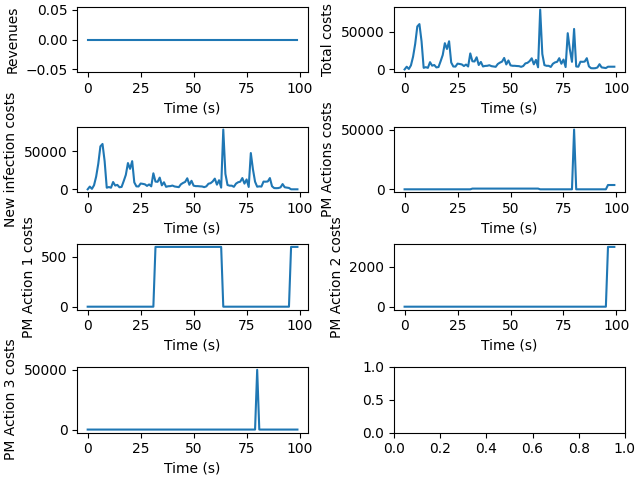 Revenues
0.05
0.00
−0.05
0 25 50 75 100
Time (s)
Total costs
50000
0
0 25 50 75 100
Time (s)
New infection costs
50000
0
0 25 50 75 100
Time (s)
PM Actions costs
50000
0
0 25 50 75 100
Time (s)
PM Action 1 costs
500
0
0 25 50 75 100
Time (s)
PM Action 2 costs
2000
0
0 25 50 75 100
Time (s)
PM Action 3 costs
50000
0
0 25 50 75 100
Time (s)
1.0
0.5
0.0
0.0 0.2 0.4 0.6 0.8 1.0